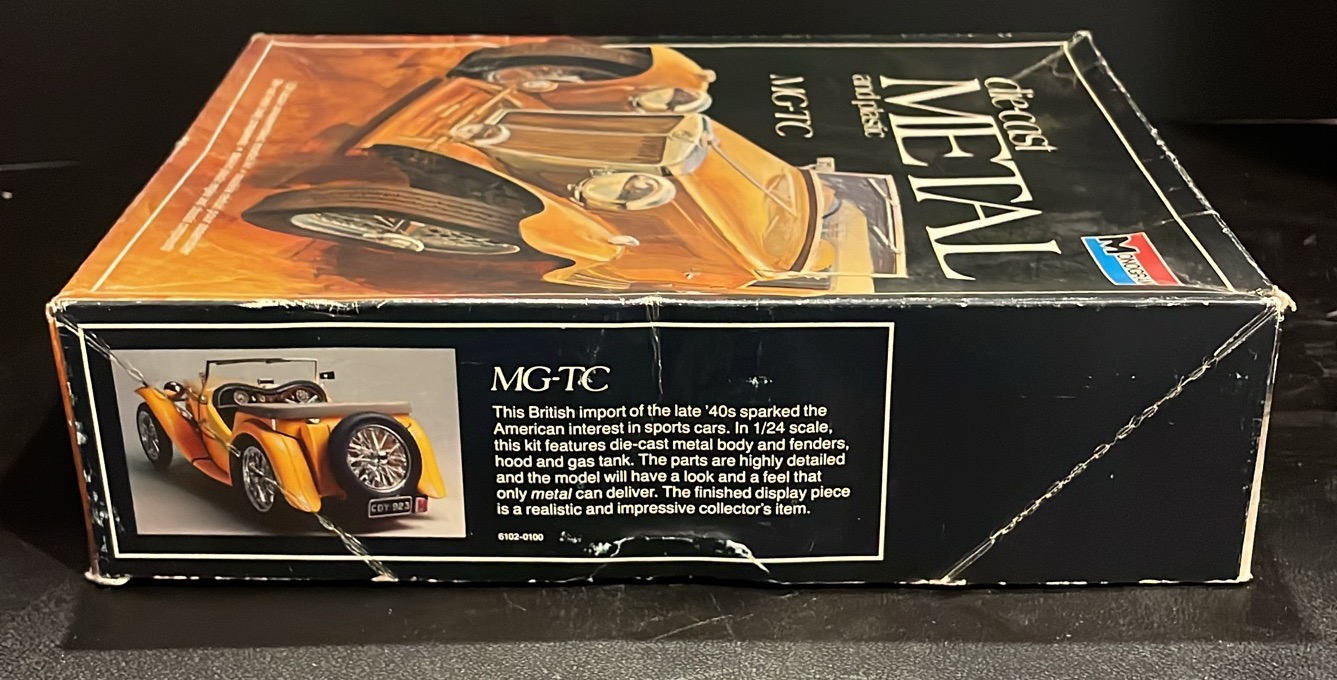 die cast
METAL
and plastic
MG-TC
MONOGRAM
MG-TC
This British import of the late '40s sparked the
American interest in sports cars. In 1/24 scale,
this kit features die-cast metal body and fenders,
hood and gas tank. The parts are highly detailed
and the model will have a look and a feel that
only metal can deliver. The finished display piece
is a realistic and impressive collector's item.
6102-0100
CDY 923